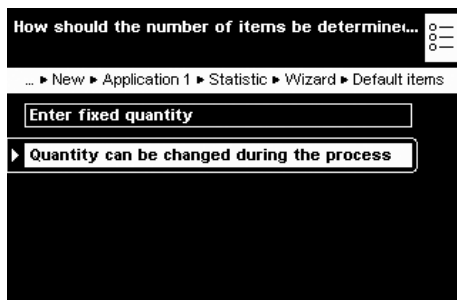 How should the number of items be determine(...
... ▸ New ▸ Application 1 ▸ Statistic ▸ Wizard ▸ Default items
Enter fixed quantity
Quantity can be changed during the process